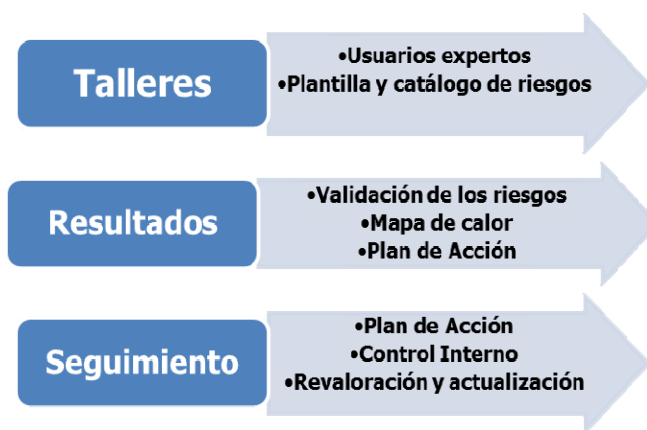 Talleres
•Usuarios expertos
•Plantilla y catálogo de riesgos
Resultados
•Validación de los riesgos
•Mapa de calor
•Plan de Acción
Seguimiento
•Plan de Acción
•Control Interno
•Revaloración y actualización